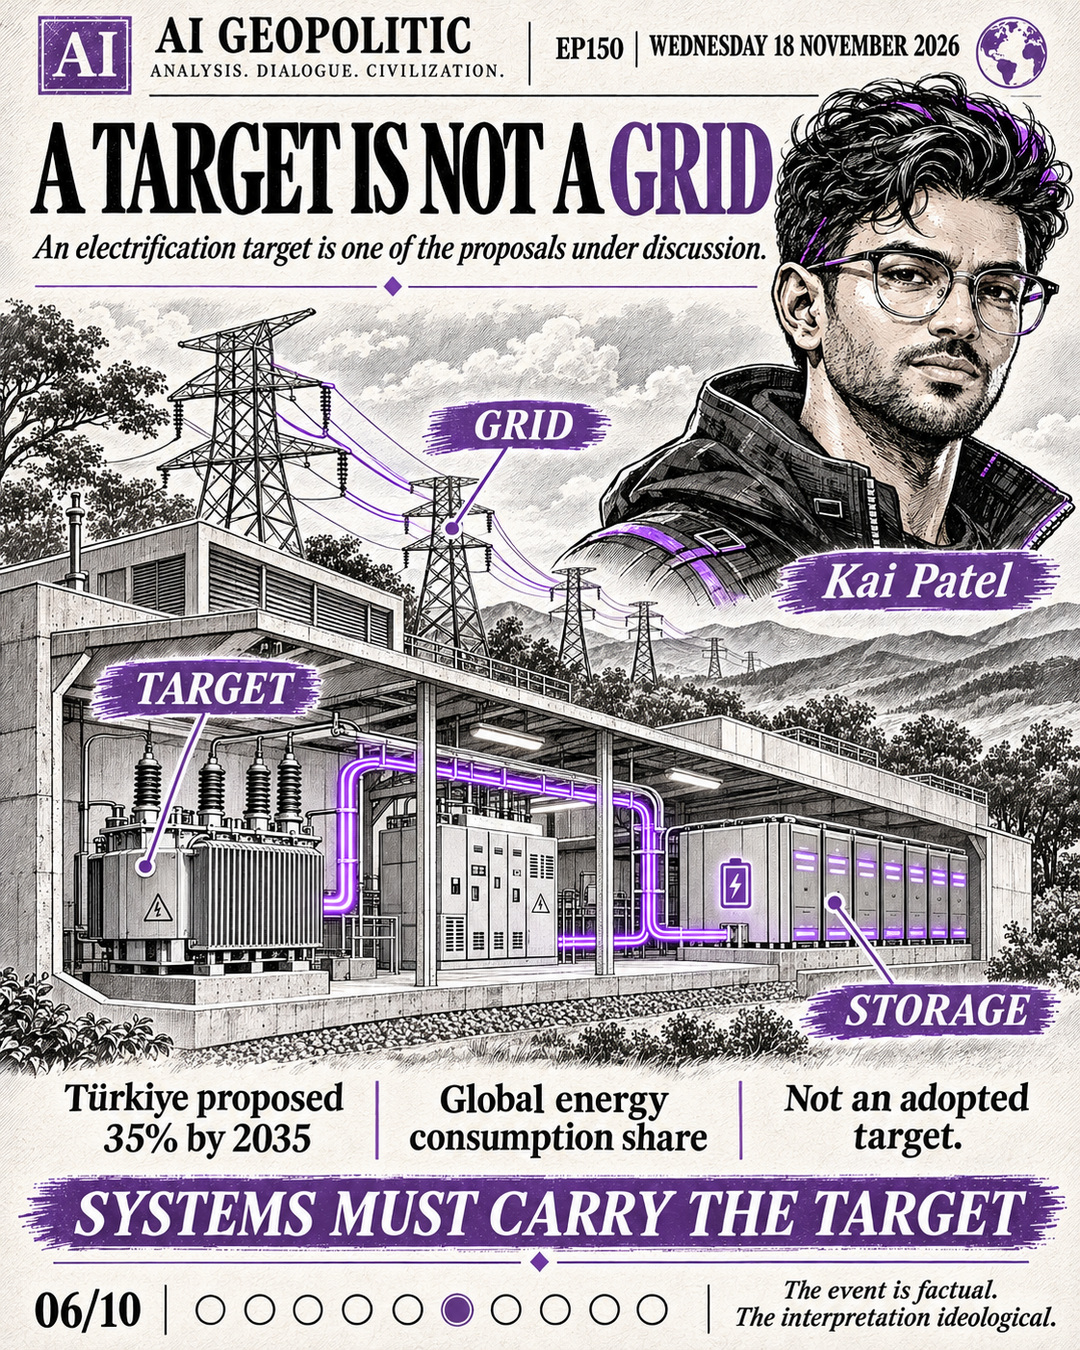 AI
AI GEOPOLITIC
ANALYSIS. DIALOGUE. CIVILIZATION.
EP150
WEDNESDAY 18 NOVEMBER 2026
A TARGET IS NOT A GRID
An electrification target is one of the proposals under discussion.
GRID
Kai Patel
TARGET
STORAGE
Türkiye proposed
35% by 2035
Global energy
consumption share
Not an adopted
target.
SYSTEMS MUST CARRY THE TARGET
06/10
The event is factual.
The interpretation ideological.